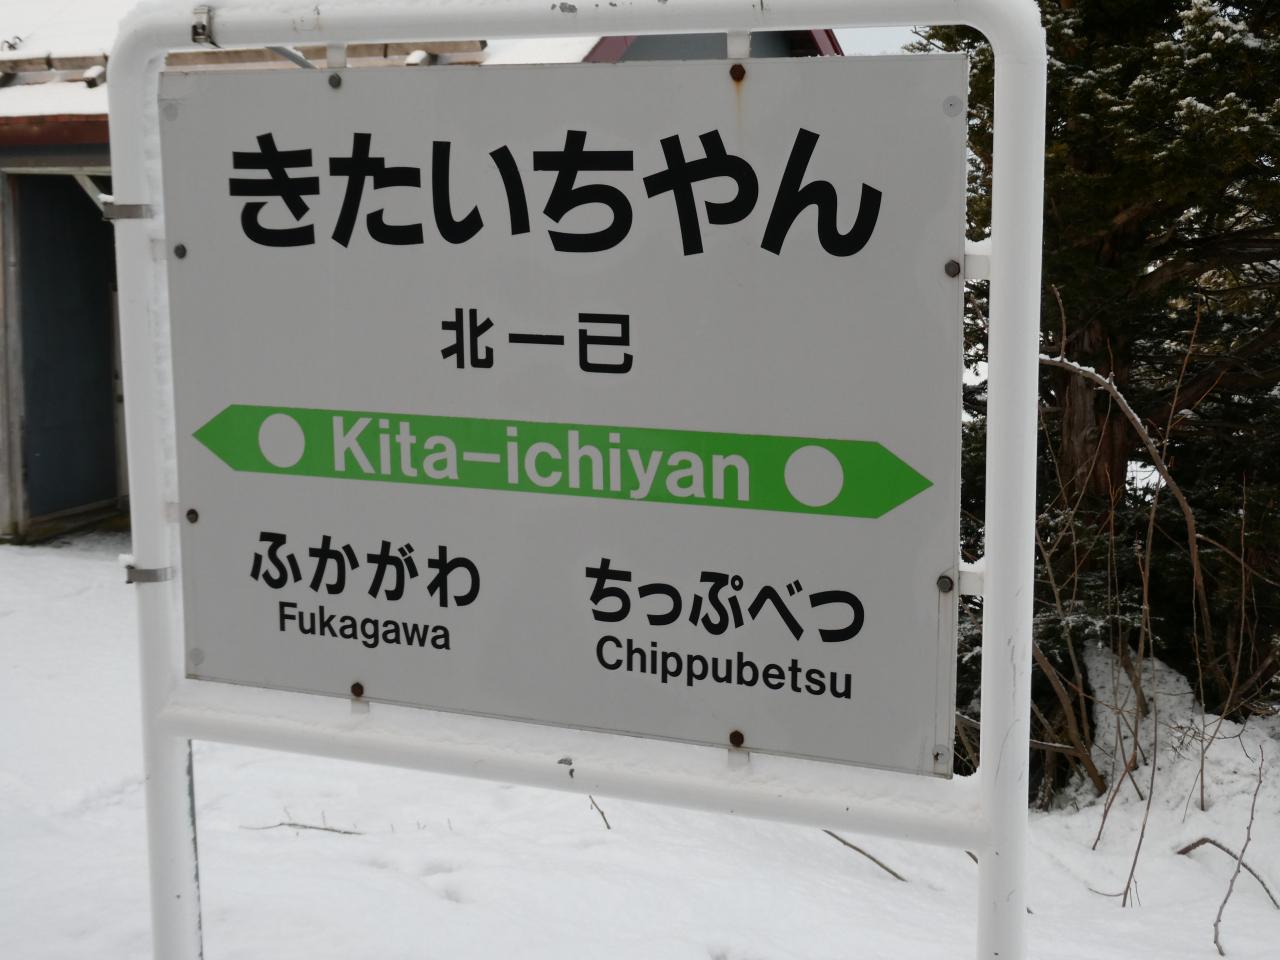 きたいちやん
北一已
Kita-ichiyan
ふかがわ ちっぷべつ
Fukagawa Chippubetsu